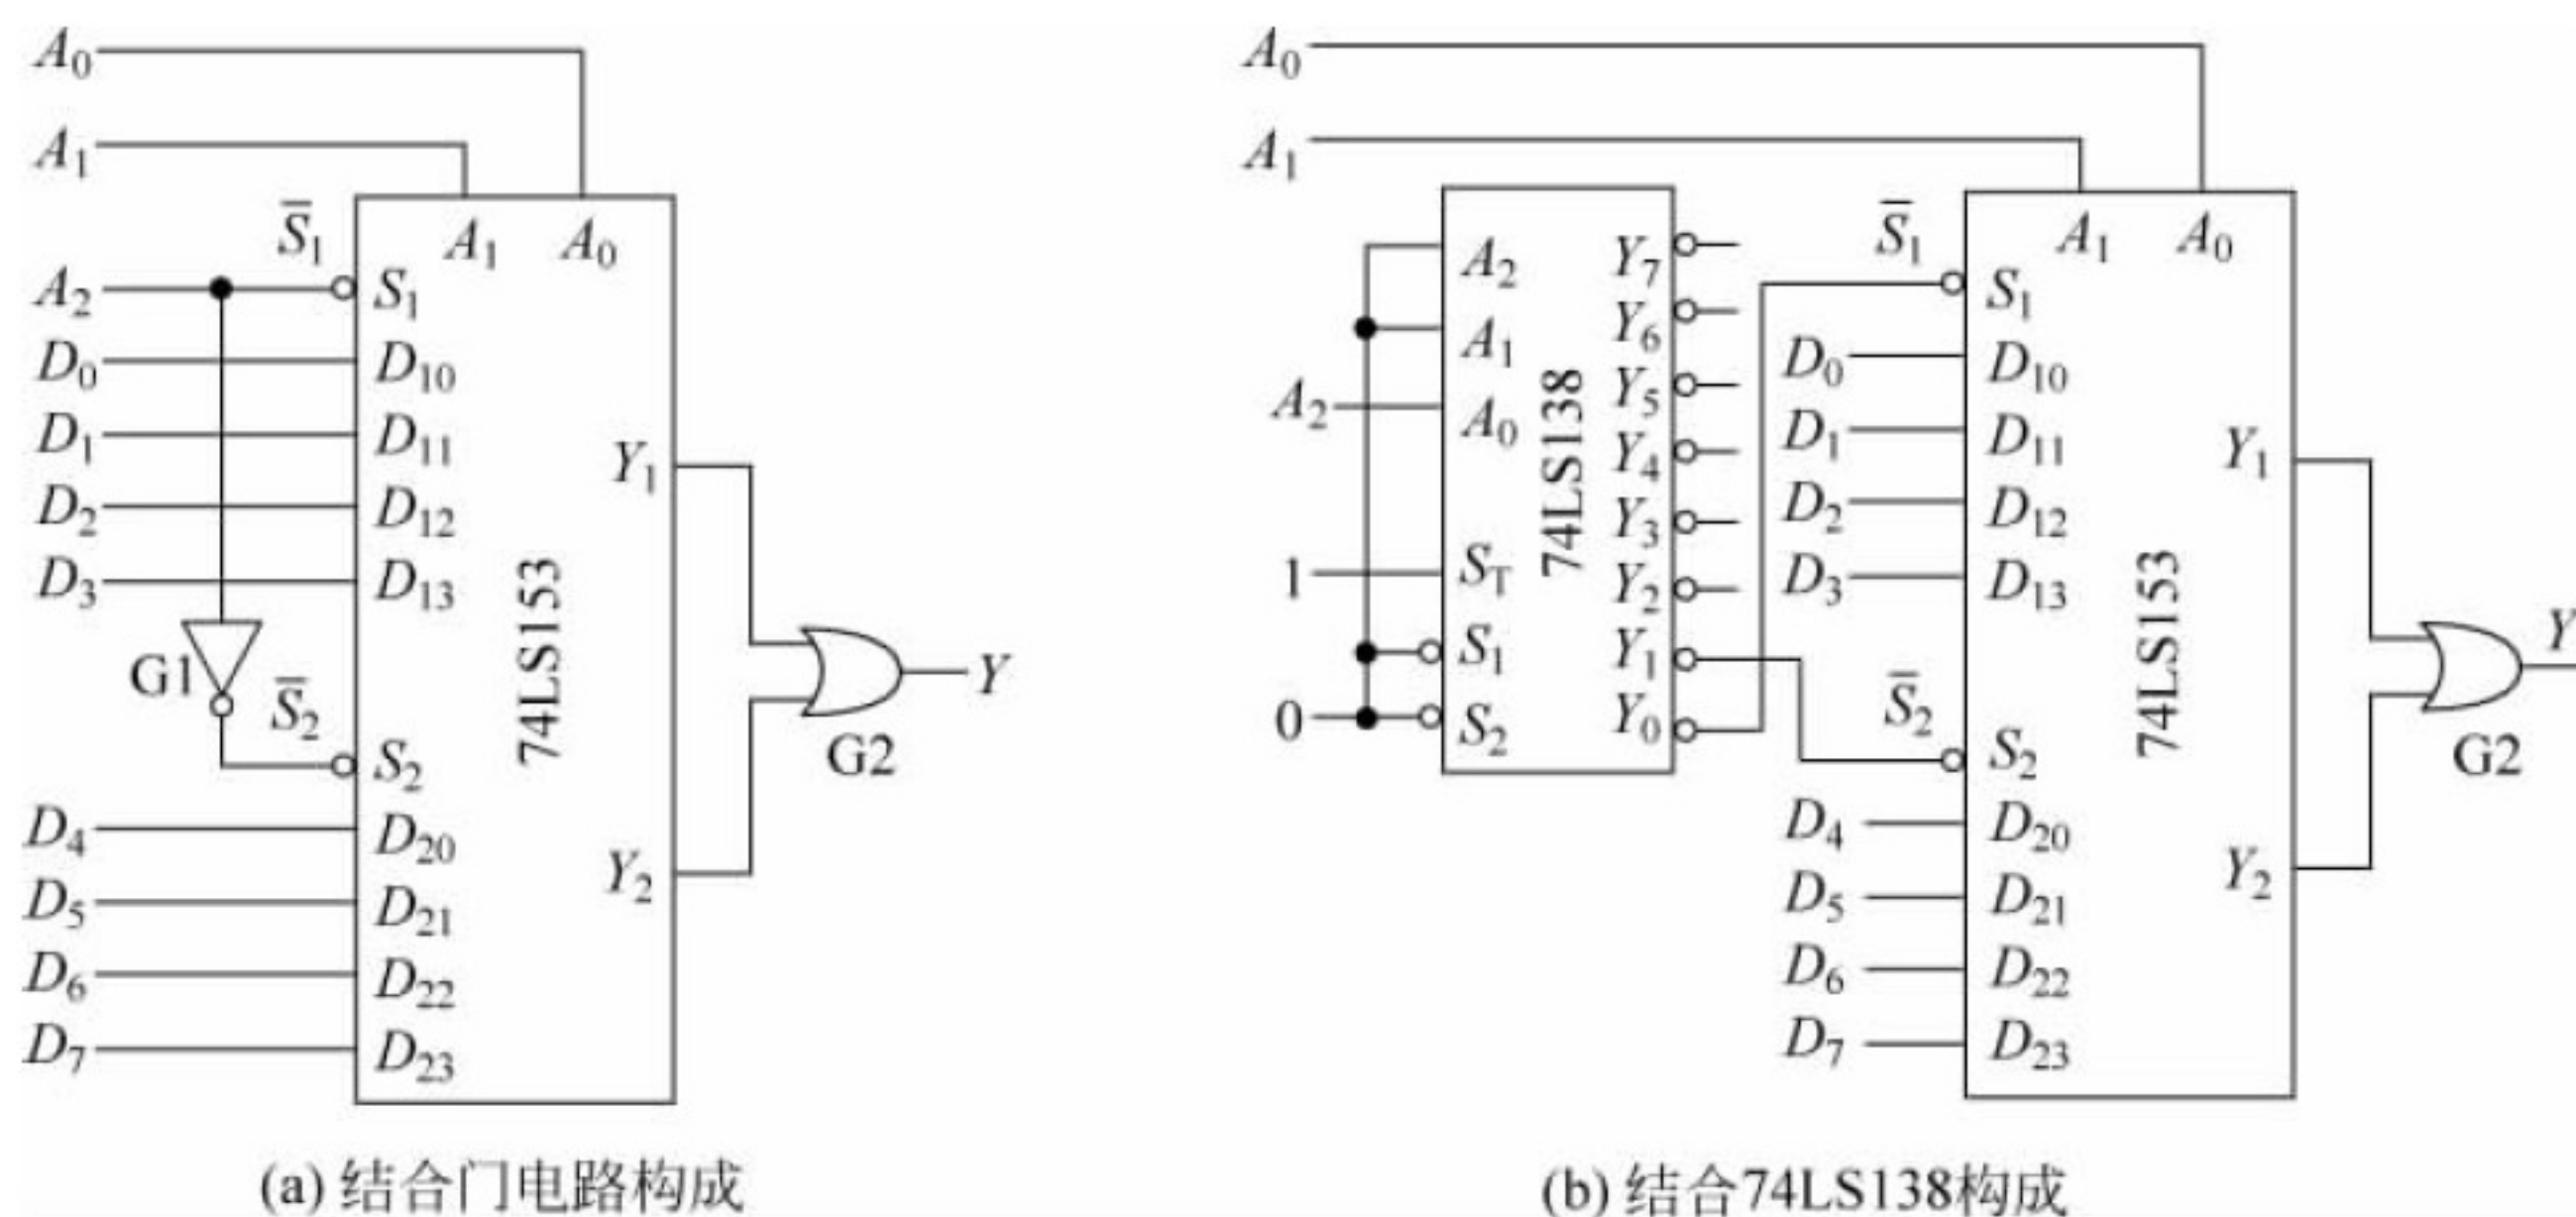 A₀
A₁
S̅₁
A₁ A₀
A₂
S₁
D₀
D₁₀
D₁
D₁₁
D₂
D₁₂
D₃
D₁₃
Y₁
74LS153
G1
S̅₂
S₂
Y
G2
D₄
D₂₀
Y₂
D₅
D₂₁
D₆
D₂₂
D₇
D₂₃
(a) 结合门电路构成
A₀
A₁
A₂
A₁
A₂
A₀
1
S_T
S₁
0
S₂
74LS138
Y₇
Y₆
Y₅
Y₄
Y₃
Y₂
Y₁
Y₀
S̅₁
A₁ A₀
S₁
D₀
D₁₀
D₁
D₁₁
D₂
D₁₂
D₃
D₁₃
Y₁
74LS153
S̅₂
S₂
Y
G2
D₄
D₂₀
Y₂
D₅
D₂₁
D₆
D₂₂
D₇
D₂₃
(b) 结合74LS138构成